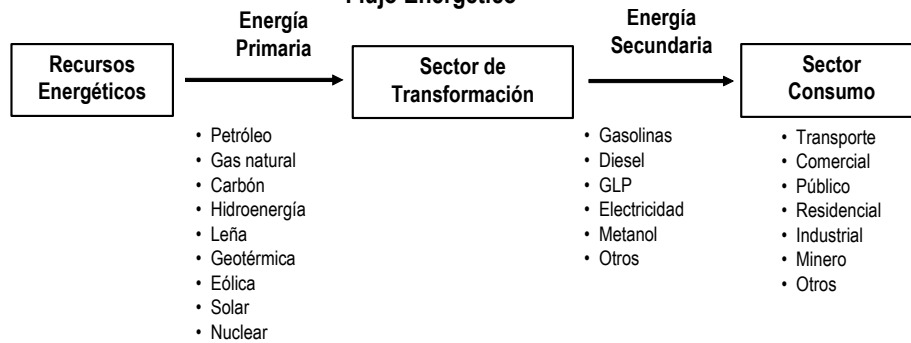 Flujo Energético
Energía
Primaria
Energía
Secundaria
Recursos
Energéticos
Sector de
Transformación
Sector
Consumo
• Petróleo
• Gas natural
• Carbón
• Hidroenergía
• Leña
• Geotérmica
• Eólica
• Solar
• Nuclear
• Gasolinas
• Diesel
• GLP
• Electricidad
• Metanol
• Otros
• Transporte
• Comercial
• Público
• Residencial
• Industrial
• Minero
• Otros